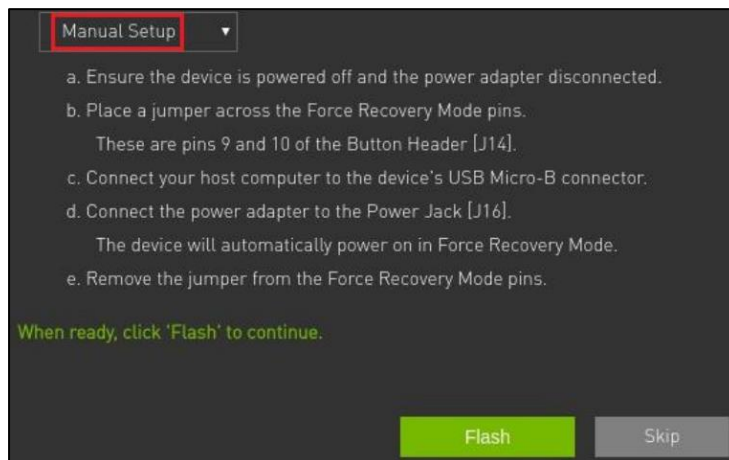 Manual Setup
a. Ensure the device is powered off and the power adapter disconnected.
b. Place a jumper across the Force Recovery Mode pins.
These are pins 9 and 10 of the Button Header [J14].
c. Connect your host computer to the device's USB Micro-B connector.
d. Connect the power adapter to the Power Jack [J16].
The device will automatically power on in Force Recovery Mode.
e. Remove the jumper from the Force Recovery Mode pins.
When ready, click 'Flash' to continue.
Flash Skip